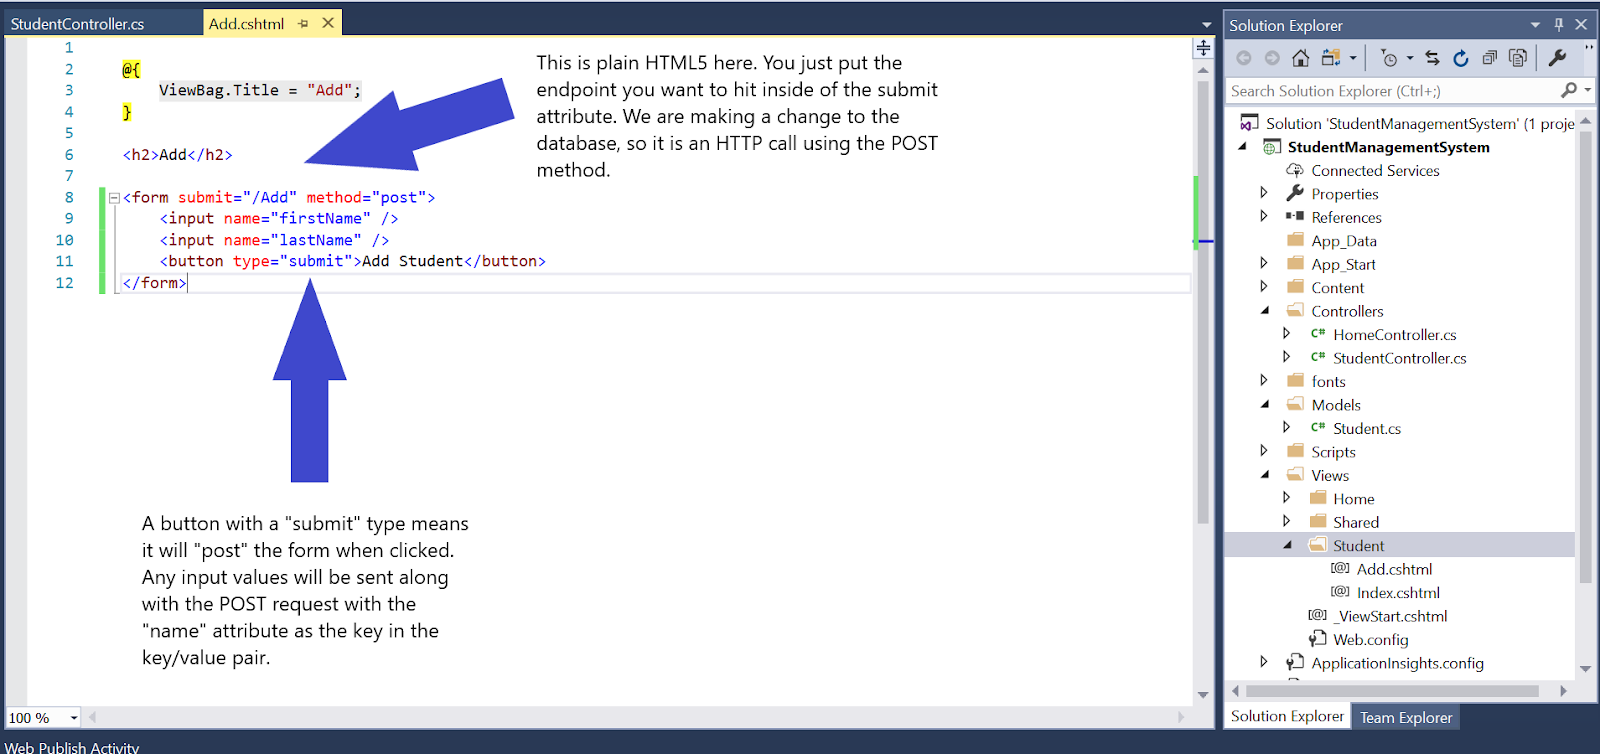 StudentController.cs
Add.cshtml
1
2 @{
3 ViewBag.Title = "Add";
4 }
5
6 <h2>Add</h2>
7
8 <form submit="/Add" method="post">
9 <input name="firstName" />
10 <input name="lastName" />
11 <button type="submit">Add Student</button>
12 </form>
This is plain HTML5 here. You just put the
endpoint you want to hit inside of the submit
attribute. We are making a change to the
database, so it is an HTTP call using the POST
method.
A button with a "submit" type means
it will "post" the form when clicked.
Any input values will be sent along
with the POST request with the
"name" attribute as the key in the
key/value pair.
100 %
Web Publish Activity
Solution Explorer
Search Solution Explorer (Ctrl+;)
Solution 'StudentManagementSystem' (1 proje
StudentManagementSystem
Connected Services
Properties
References
App_Data
App_Start
Content
Controllers
C# HomeController.cs
C# StudentController.cs
fonts
Models
C# Student.cs
Scripts
Views
Home
Shared
Student
[@] Add.cshtml
[@] Index.cshtml
[@] _ViewStart.cshtml
Web.config
ApplicationInsights.config
Solution Explorer
Team Explorer